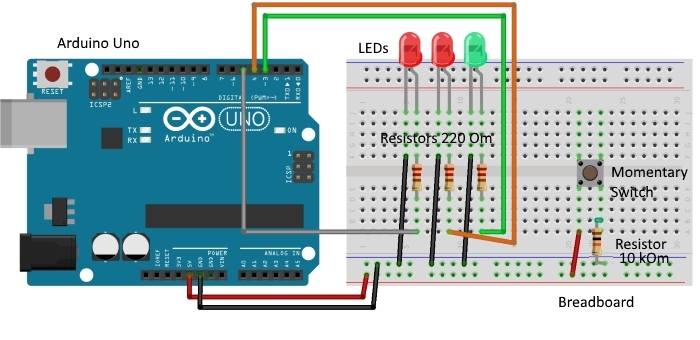 Arduino Uno
LEDs
RESET
ICSP2
AREF
GND
13
12
~11
~10
~9
8
7
~6
~5
4
~3
2
TX▶1
RX◀0
DIGITAL (PWM=~)
L
TX
RX
UNO
Arduino™
ON
1
ICSP
Resistors 220 Om
Momentary
Switch
Resistor
10 kOm
Breadboard
POWER
ANALOG IN
IOREF
RESET
3V3
5V
GND
GND
VIN
A0
A1
A2
A3
A4
A5